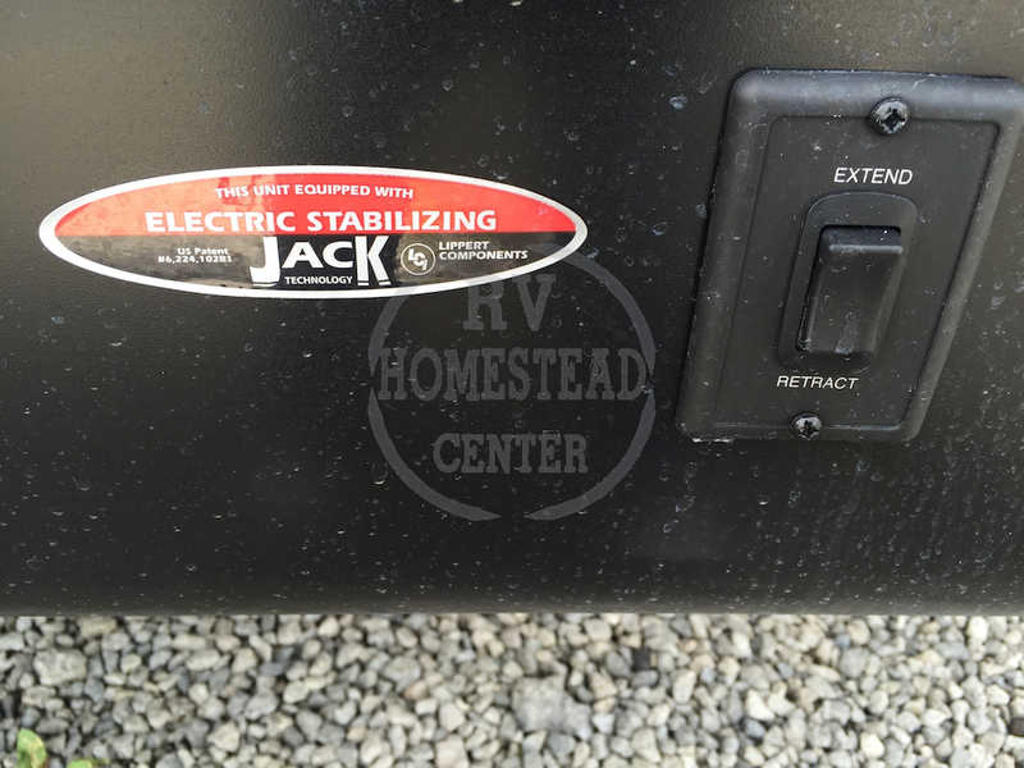 THIS UNIT EQUIPPED WITH
ELECTRIC STABILIZING
US Patent
#6,224,102B1
JACK
TECHNOLOGY
LCI
LIPPERT
COMPONENTS
EXTEND
RETRACT
RV
HOMESTEAD
CENTER